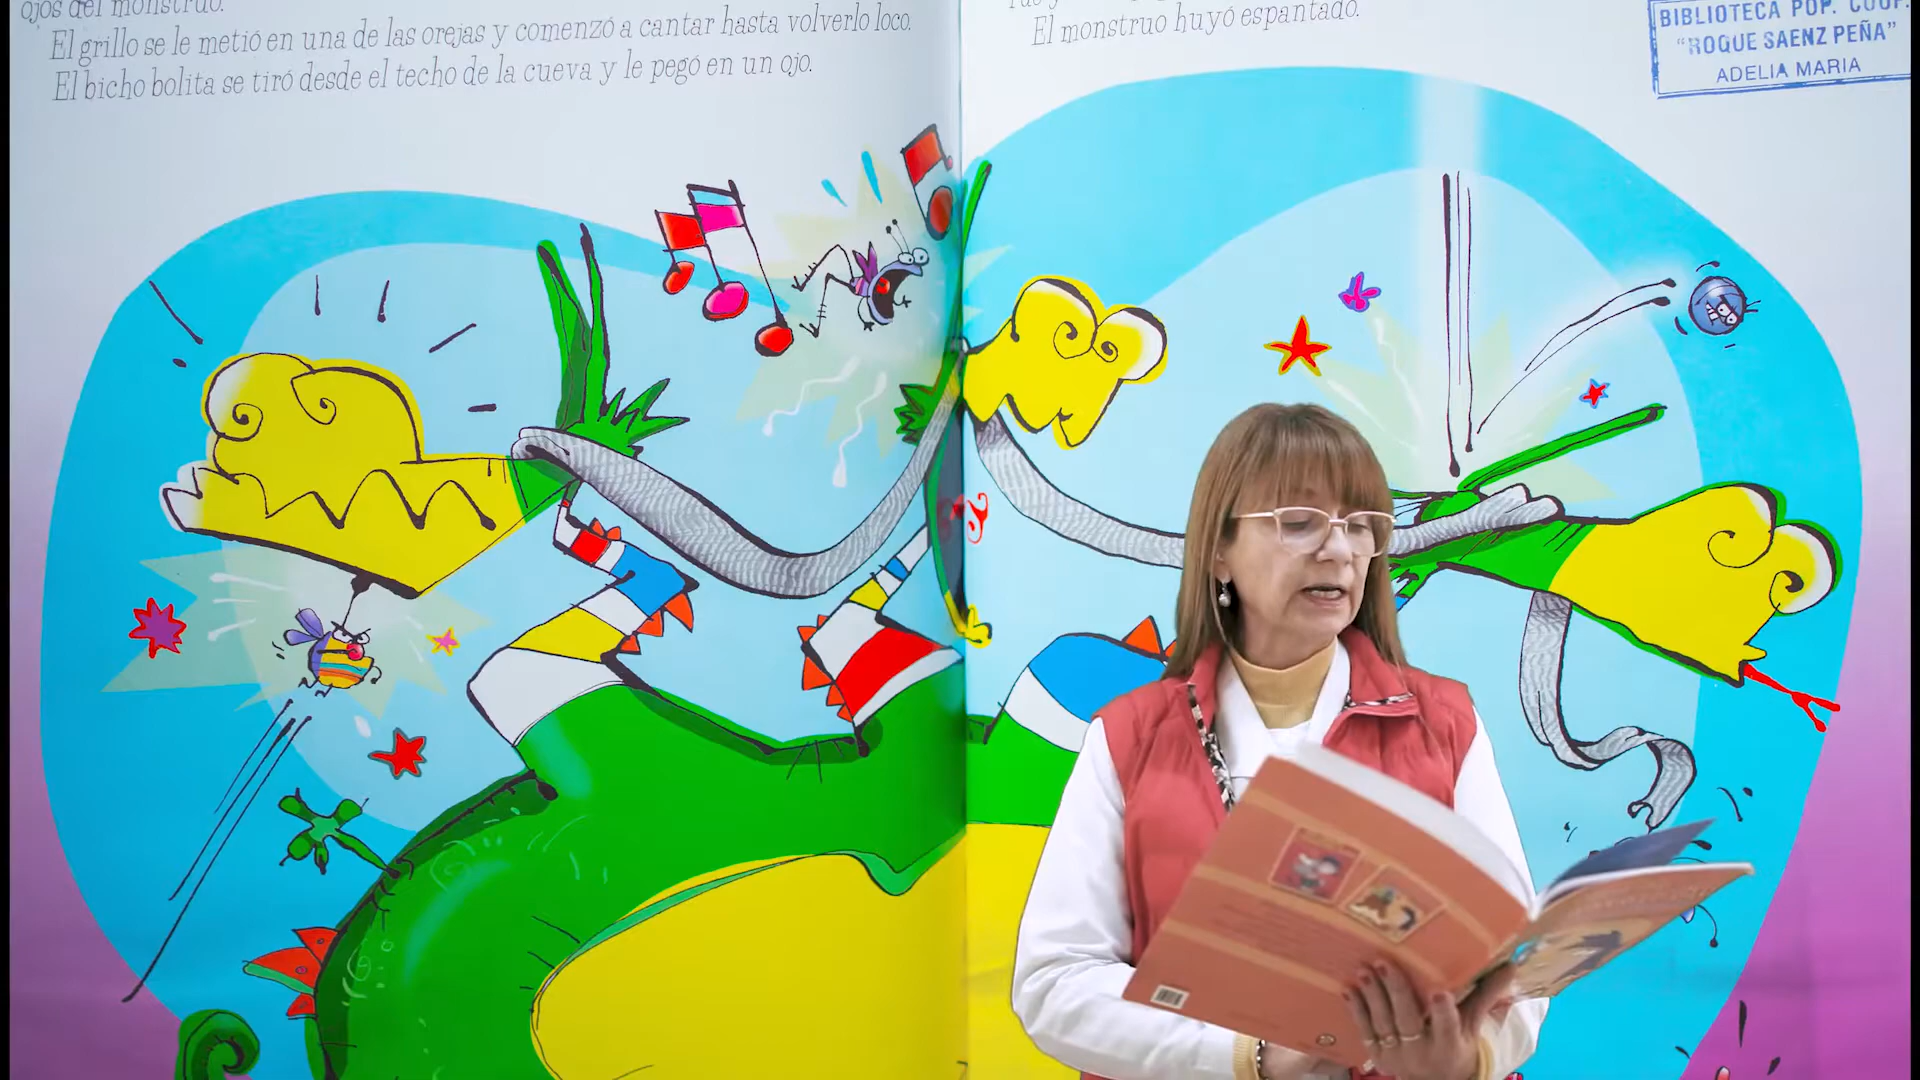 ojos del monstruo.
El grillo se le metió en una de las orejas y comenzó a cantar hasta volverlo loco.
El bicho bolita se tiró desde el techo de la cueva y le pegó en un ojo.
El monstruo huyó espantado.
BIBLIOTECA POP. COOP.
"ROQUE SAENZ PEÑA"
ADELIA MARIA